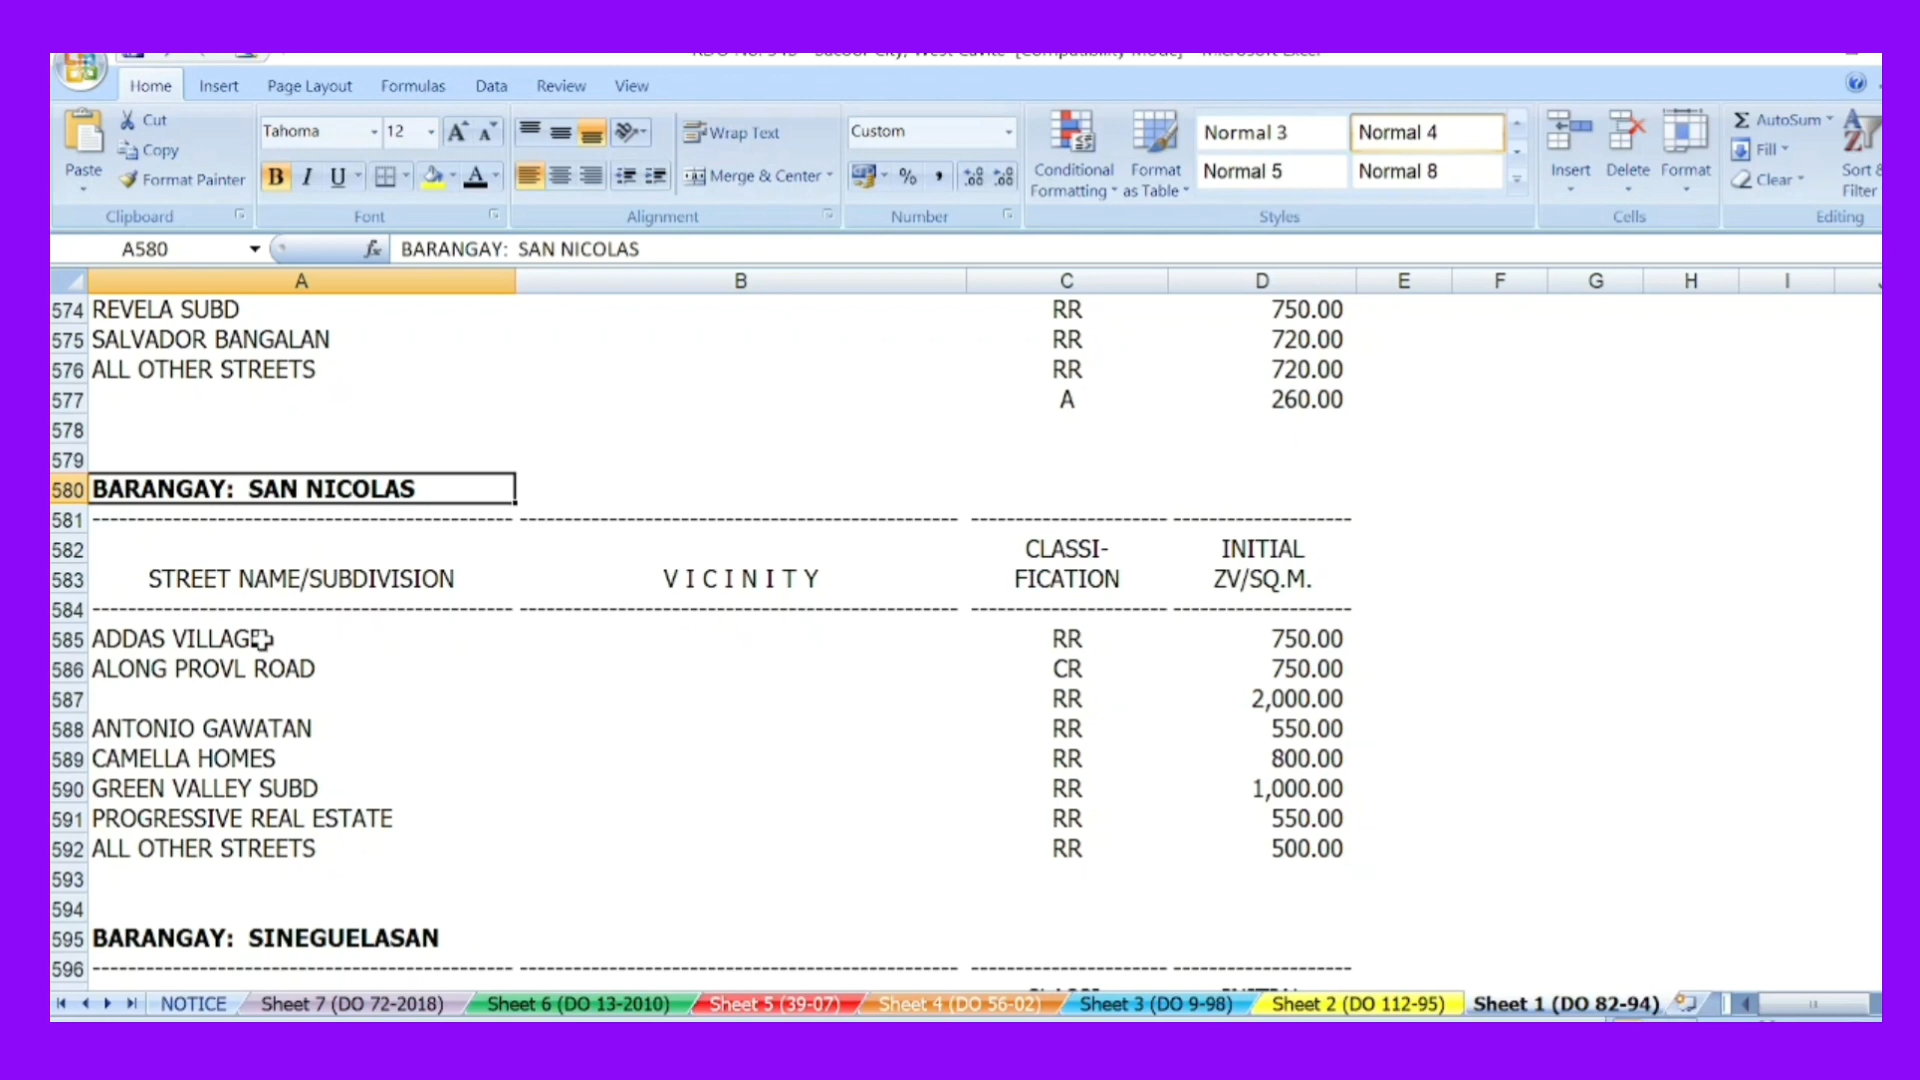 Home Insert Page Layout Formulas Data Review View
Cut
Copy
Format Painter
Paste
Clipboard
Tahoma 12 A A
B I U A
Font
Wrap Text
Merge & Center
Alignment
Custom
% ,
Number
Conditional Formatting
Format as Table
Normal 3 Normal 4
Normal 5 Normal 8
Styles
Insert Delete Format
Cells
Σ AutoSum
Fill
Clear
Sort &
Filter
Editing
A580 fx BARANGAY: SAN NICOLAS
A B C D E F G H I
574 REVELA SUBD RR 750.00
575 SALVADOR BANGALAN RR 720.00
576 ALL OTHER STREETS RR 720.00
577 A 260.00
578
579
580 BARANGAY: SAN NICOLAS
581
582 CLASSI- INITIAL
583 STREET NAME/SUBDIVISION V I C I N I T Y FICATION ZV/SQ.M.
584
585 ADDAS VILLAGE RR 750.00
586 ALONG PROVL ROAD CR 750.00
587 RR 2,000.00
588 ANTONIO GAWATAN RR 550.00
589 CAMELLA HOMES RR 800.00
590 GREEN VALLEY SUBD RR 1,000.00
591 PROGRESSIVE REAL ESTATE RR 550.00
592 ALL OTHER STREETS RR 500.00
593
594
595 BARANGAY: SINEGUELASAN
596
NOTICE Sheet 7 (DO 72-2018) Sheet 6 (DO 13-2010) Sheet 5 (39-07) Sheet 4 (DO 56-02) Sheet 3 (DO 9-98) Sheet 2 (DO 112-95) Sheet 1 (DO 82-94)